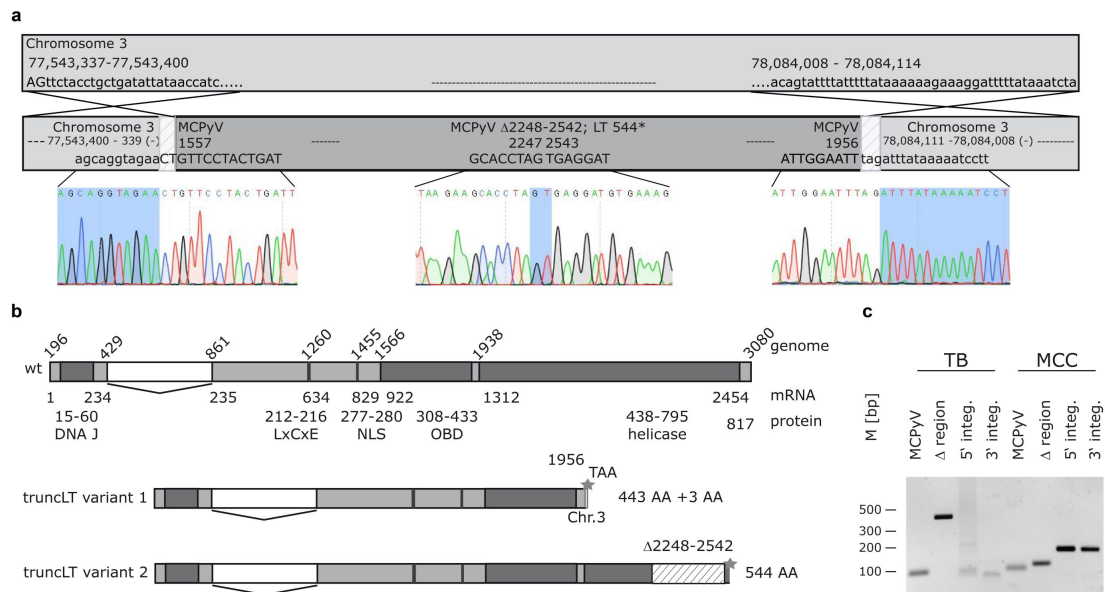 a
Chromosome 3
77,543,337-77,543,400
78,084,008 - 78,084,114
AGttctacctgctgatattataaccatc.....
....acagtattttatttttataaaaaagaaaggatttttataaatcta
Chromosome 3
MCPyV
MCPyV Δ2248-2542; LT 544*
MCPyV
Chromosome 3
--- 77,543,400 - 339 (-)
1557
2247 2543
1956
78,084,111 -78,084,008 (-) ---------
agcaggtagaaCTGTTCCTACTGAT
GCACCTAG TGAGGAT
ATTGGAATTtagatttataaaaatcctt
AGCAGGTAGAACTGTTCCTACTGATT
TAAGAAGCACCTAGTGAGGATGTGAAAG
ATTGGAATTTAGATTTATAAAAATCCT
b
196
429
861
1260
1455
1566
1938
3080
genome
wt
1
234
235
634
829
922
1312
2454
mRNA
15-60
212-216
277-280
308-433
438-795
817
protein
DNA J
LxCxE
NLS
OBD
helicase
1956
TAA
truncLT variant 1
443 AA +3 AA
Chr.3
Δ2248-2542
truncLT variant 2
544 AA
c
TB
MCC
M [bp]
MCPyV
Δ region
5' integ.
3' integ.
MCPyV
Δ region
5' integ.
3' integ.
500
300
200
100